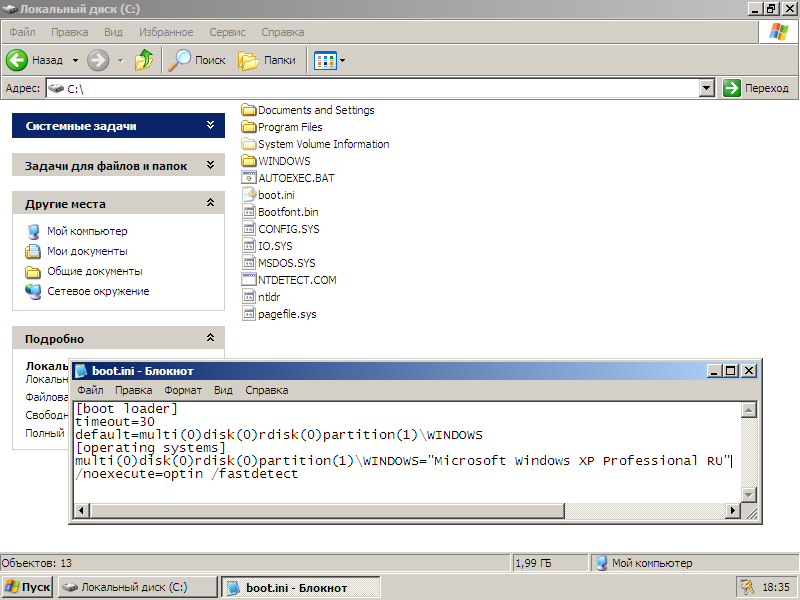 Локальный диск (C:)
Файл Правка Вид Избранное Сервис Справка
Назад Поиск Папки
Адрес: C:\ Переход
Системные задачи
Задачи для файлов и папок
Другие места
Мой компьютер
Мои документы
Общие документы
Сетевое окружение
Подробно
Локаль
Локальн
Файлова
Свободн
Полный
Documents and Settings
Program Files
System Volume Information
WINDOWS
AUTOEXEC.BAT
boot.ini
Bootfont.bin
CONFIG.SYS
IO.SYS
MSDOS.SYS
NTDETECT.COM
ntldr
pagefile.sys
boot.ini - Блокнот
Файл Правка Формат Вид Справка
[boot loader]
timeout=30
default=multi(0)disk(0)rdisk(0)partition(1)\WINDOWS
[operating systems]
multi(0)disk(0)rdisk(0)partition(1)\WINDOWS="Microsoft Windows XP Professional RU"
/noexecute=optin /fastdetect
Объектов: 13 1,99 ГБ Мой компьютер
Пуск Локальный диск (C:) boot.ini - Блокнот 18:35